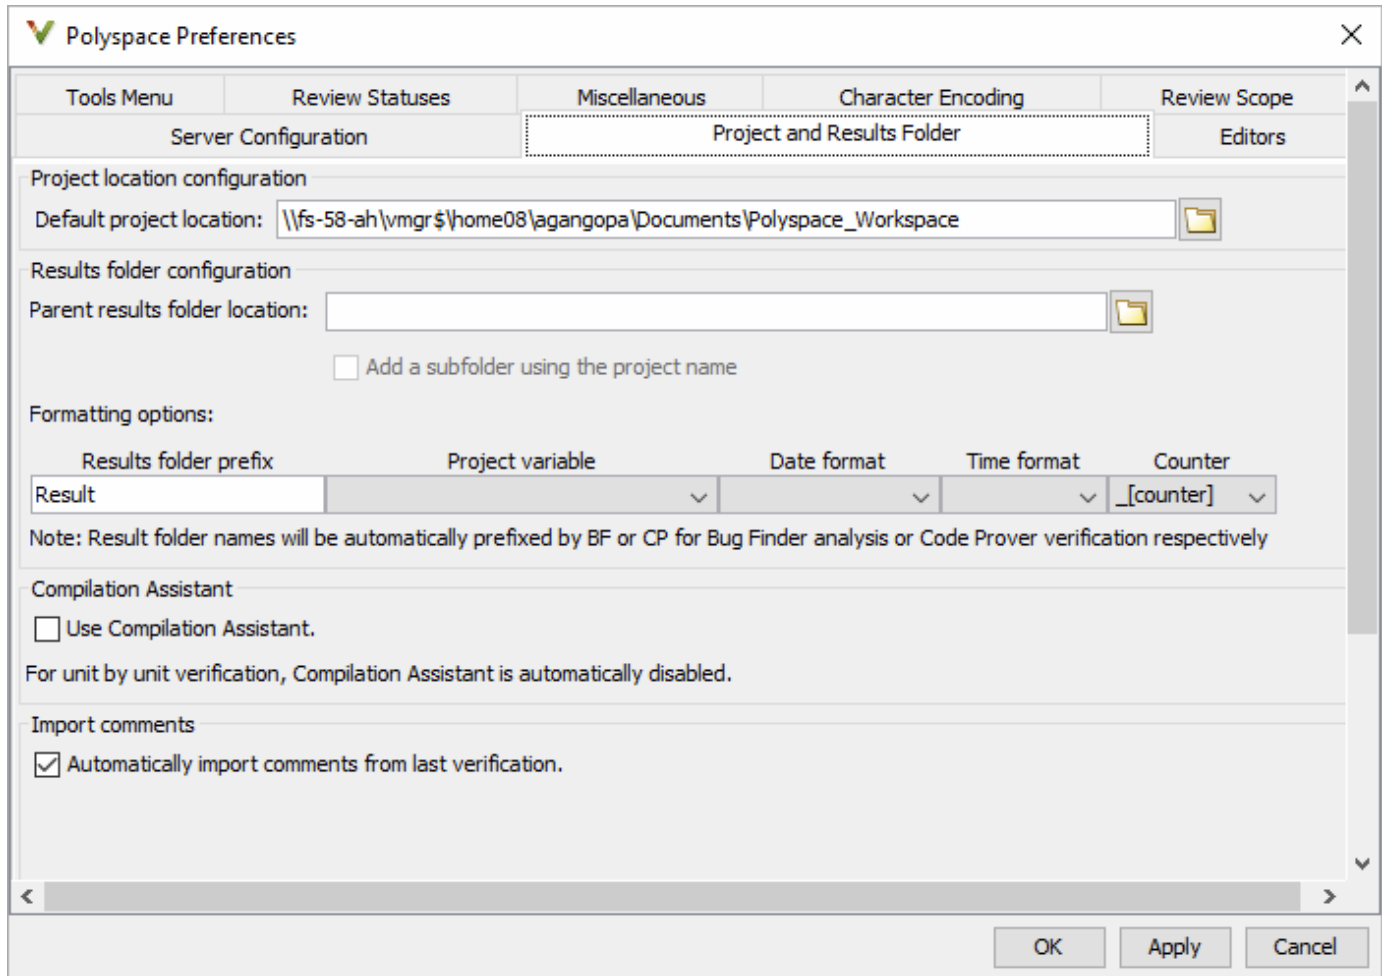 Polyspace Preferences
Tools Menu Review Statuses Miscellaneous Character Encoding Review Scope
Server Configuration Project and Results Folder Editors
Project location configuration
Default project location: \\fs-58-ah\vmgr$\home08\agangopa\Documents\Polyspace_Workspace
Results folder configuration
Parent results folder location:
Add a subfolder using the project name
Formatting options:
Results folder prefix Project variable Date format Time format Counter
Result _[counter]
Note: Result folder names will be automatically prefixed by BF or CP for Bug Finder analysis or Code Prover verification respectively
Compilation Assistant
Use Compilation Assistant.
For unit by unit verification, Compilation Assistant is automatically disabled.
Import comments
Automatically import comments from last verification.
OK Apply Cancel